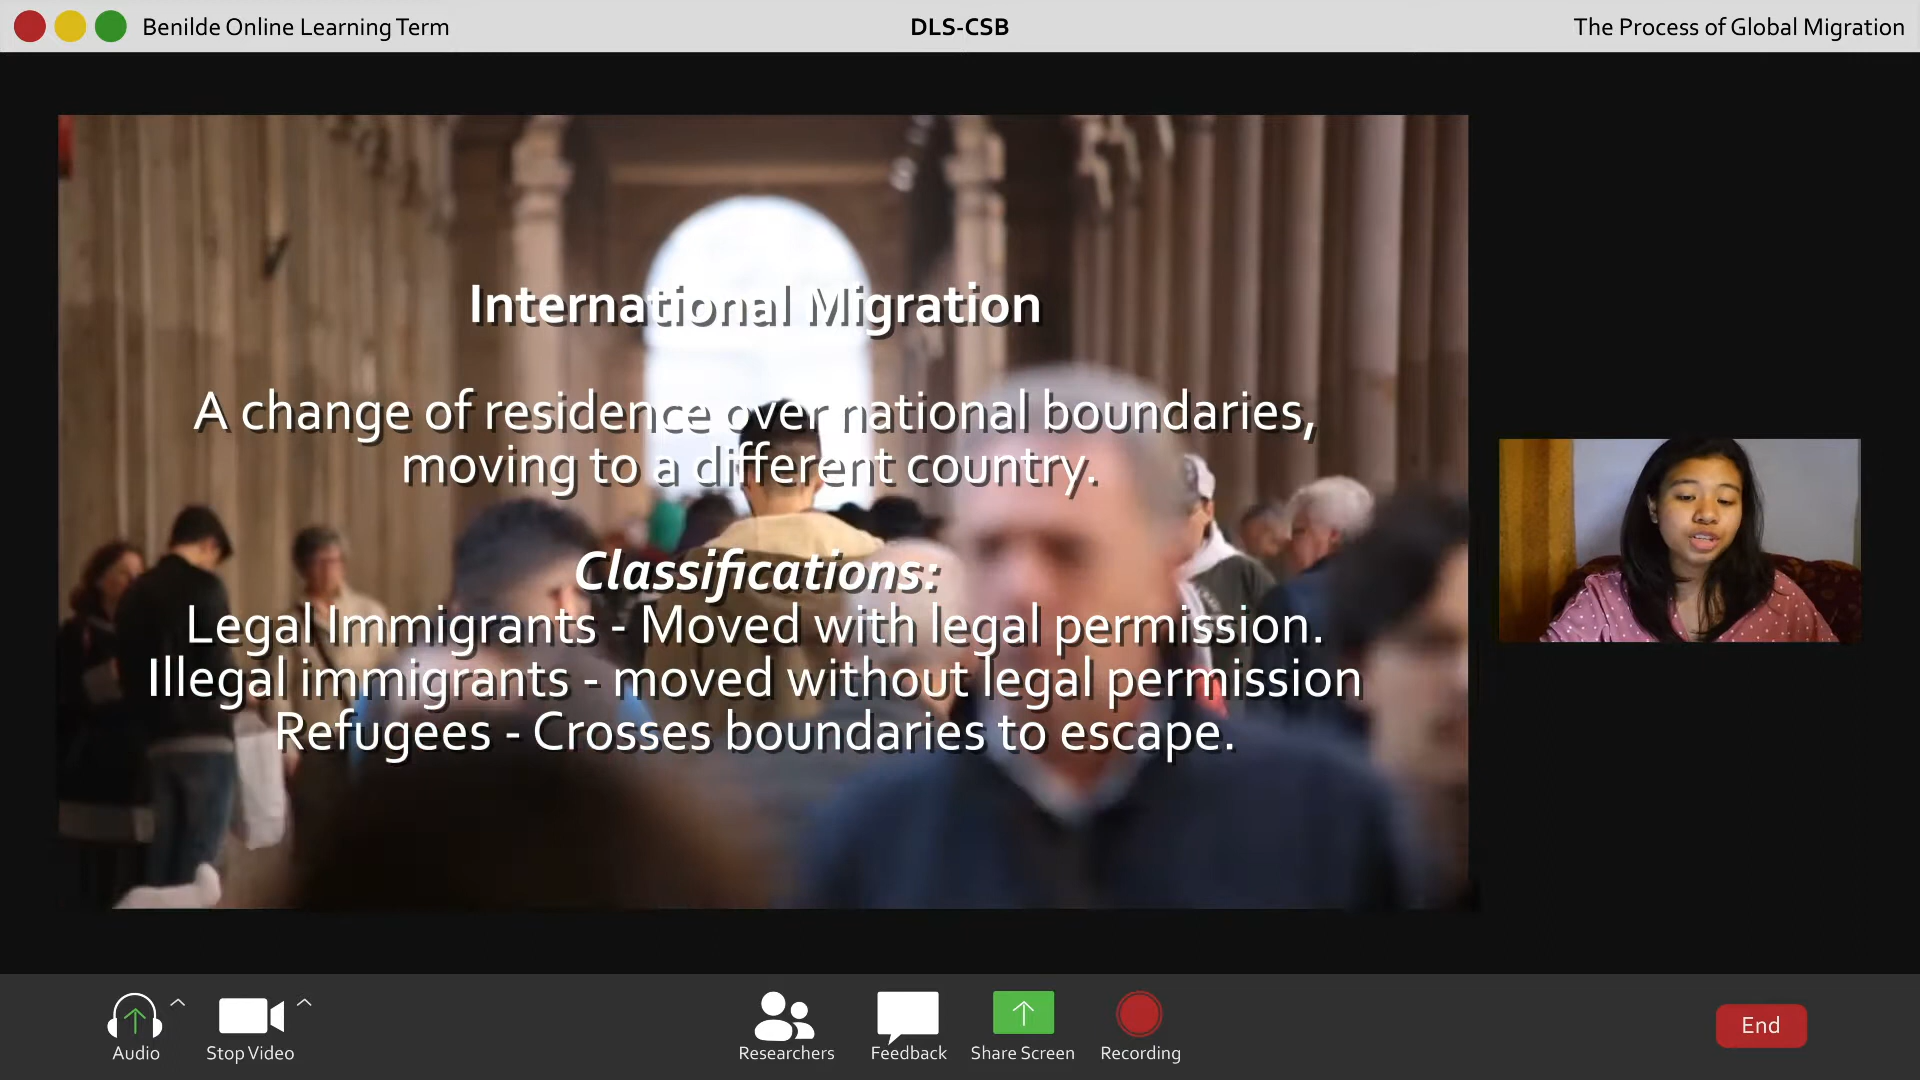 Benilde Online Learning Term
DLS-CSB
The Process of Global Migration
International Migration
A change of residence over national boundaries,
moving to a different country.
Classifications:
Legal Immigrants - Moved with legal permission.
Illegal immigrants - moved without legal permission
Refugees - Crosses boundaries to escape.
Audio
Stop Video
Researchers
Feedback
Share Screen
Recording
End